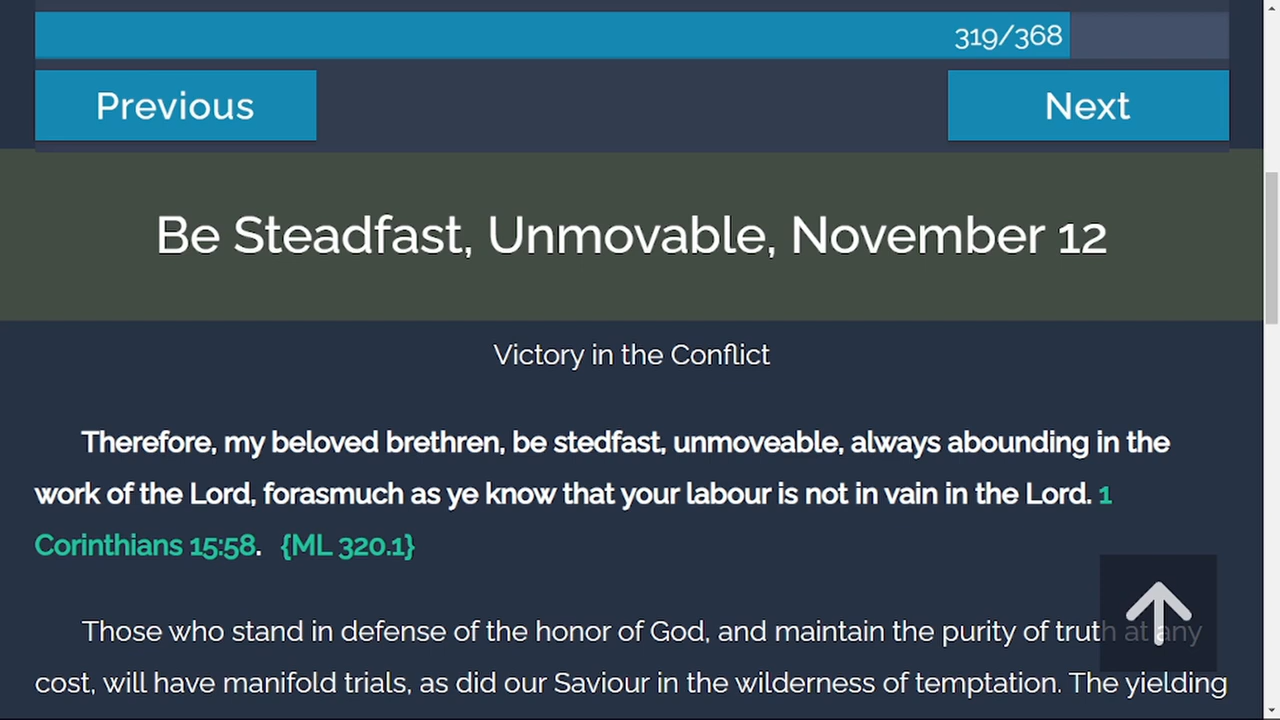 319/368
Previous
Next
Be Steadfast, Unmovable, November 12
Victory in the Conflict
Therefore, my beloved brethren, be stedfast, unmoveable, always abounding in the
work of the Lord, forasmuch as ye know that your labour is not in vain in the Lord. 1
Corinthians 15:58. {ML 320.1}
Those who stand in defense of the honor of God, and maintain the purity of truth at any
cost, will have manifold trials, as did our Saviour in the wilderness of temptation. The yielding